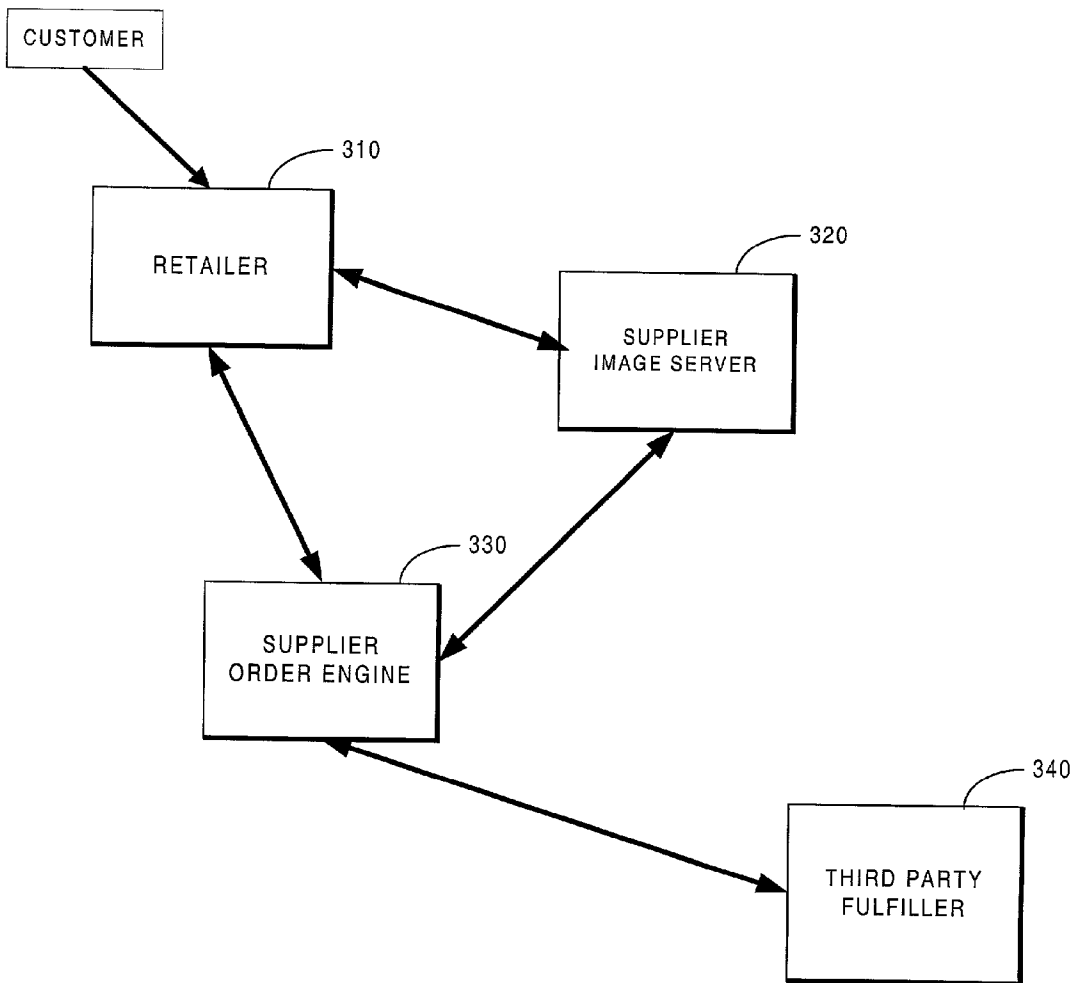 CUSTOMER
310
RETAILER
320
SUPPLIER
IMAGE SERVER
330
SUPPLIER
ORDER ENGINE
340
THIRD PARTY
FULFILLER